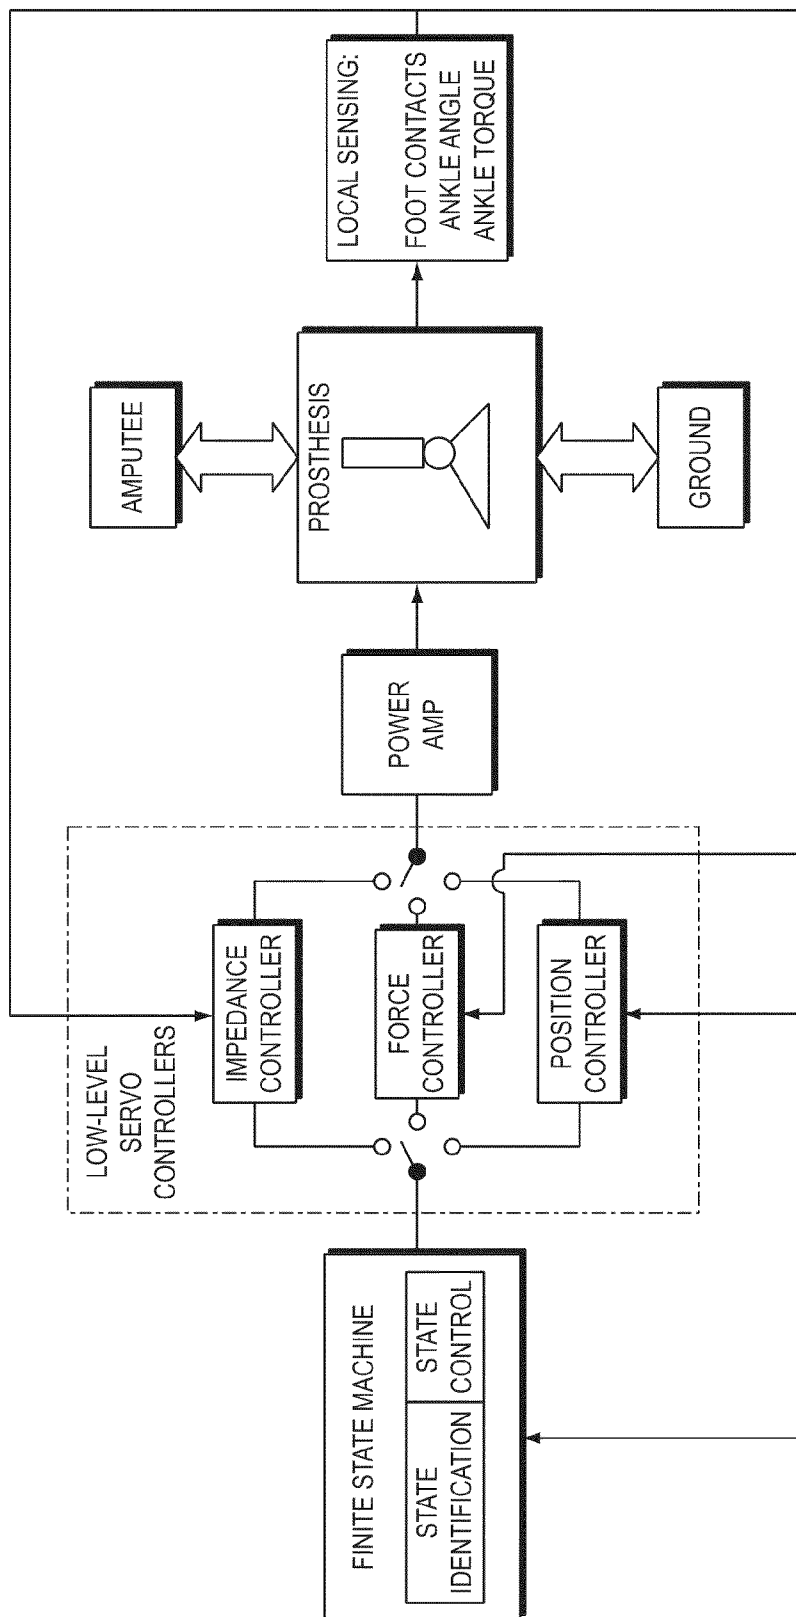 FINITE STATE MACHINE
STATE
IDENTIFICATION
STATE
CONTROL
LOW-LEVEL
SERVO
CONTROLLERS
IMPEDANCE
CONTROLLER
FORCE
CONTROLLER
POSITION
CONTROLLER
POWER
AMP
AMPUTEE
PROSTHESIS
GROUND
LOCAL SENSING:
FOOT CONTACTS
ANKLE ANGLE
ANKLE TORQUE